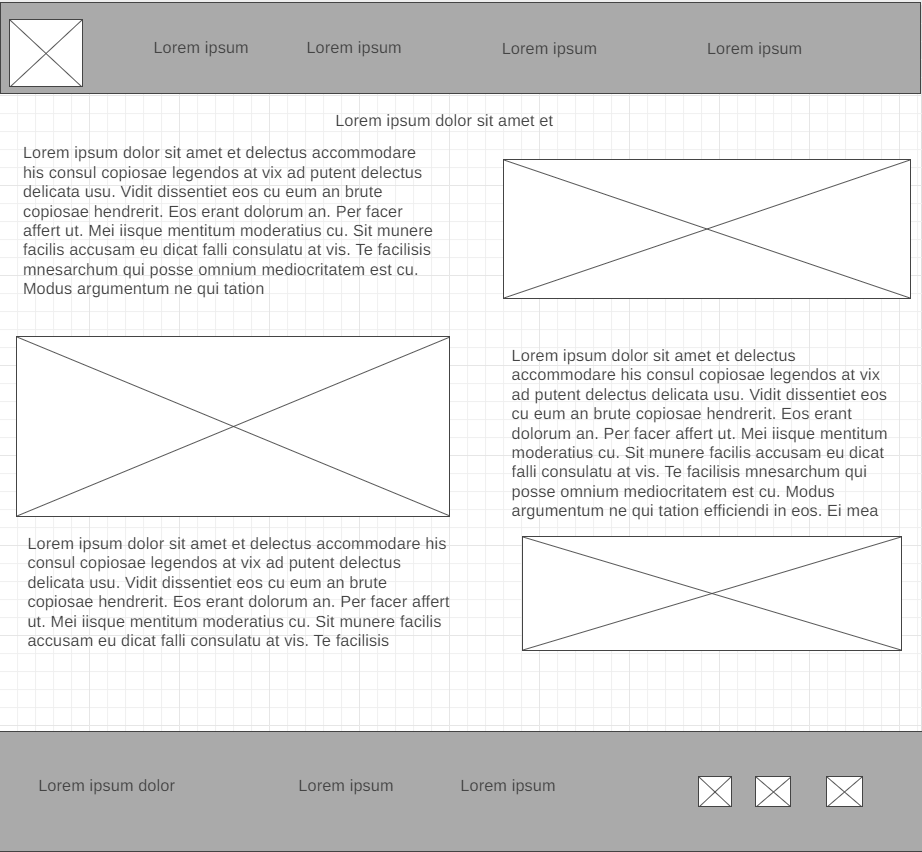 Lorem ipsum
Lorem ipsum
Lorem ipsum
Lorem ipsum
Lorem ipsum dolor sit amet et
Lorem ipsum dolor sit amet et delectus accommodare
his consul copiosae legendos at vix ad putent delectus
delicata usu. Vidit dissentiet eos cu eum an brute
copiosae hendrerit. Eos erant dolorum an. Per facer
affert ut. Mei iisque mentitum moderatius cu. Sit munere
facilis accusam eu dicat falli consulatu at vis. Te facilisis
mnesarchum qui posse omnium mediocritatem est cu.
Modus argumentum ne qui tation
Lorem ipsum dolor sit amet et delectus
accommodare his consul copiosae legendos at vix
ad putent delectus delicata usu. Vidit dissentiet eos
cu eum an brute copiosae hendrerit. Eos erant
dolorum an. Per facer affert ut. Mei iisque mentitum
moderatius cu. Sit munere facilis accusam eu dicat
falli consulatu at vis. Te facilisis mnesarchum qui
posse omnium mediocritatem est cu. Modus
argumentum ne qui tation efficiendi in eos. Ei mea
Lorem ipsum dolor sit amet et delectus accommodare his
consul copiosae legendos at vix ad putent delectus
delicata usu. Vidit dissentiet eos cu eum an brute
copiosae hendrerit. Eos erant dolorum an. Per facer affert
ut. Mei iisque mentitum moderatius cu. Sit munere facilis
accusam eu dicat falli consulatu at vis. Te facilisis
Lorem ipsum dolor
Lorem ipsum
Lorem ipsum